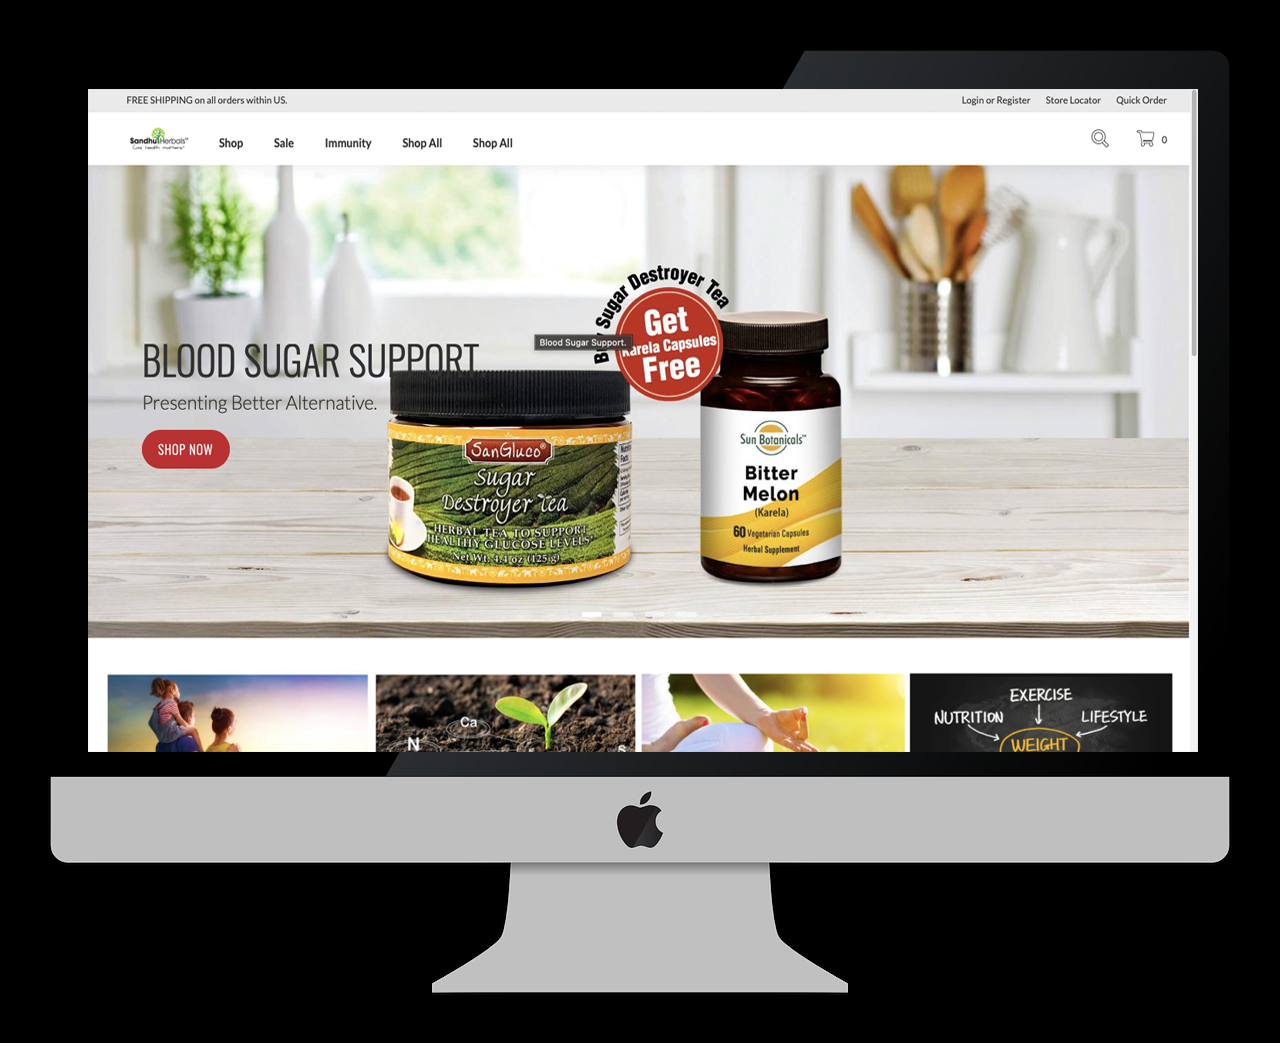 FREE SHIPPING on all orders within US.
Login or Register
Store Locator
Quick Order
SandhuHerbals™
Shop
Sale
Immunity
Shop All
Shop All
0
Sugar Destroyer Tea
Get
Karela Capsules
Free
Blood Sugar Support.
BLOOD SUGAR SUPPORT
Presenting Better Alternative.
SHOP NOW
SanGluco®
Sugar
Destroyer Tea
HERBAL TEA TO SUPPORT
HEALTHY GLUCOSE LEVELS*
Net Wt. 4.4 oz (125 g)
Sun Botanicals™
Bitter
Melon
(Karela)
60 Vegetarian Capsules
Herbal Supplement
Ca
N
s
EXERCISE
NUTRITION
LIFESTYLE
WEIGHT